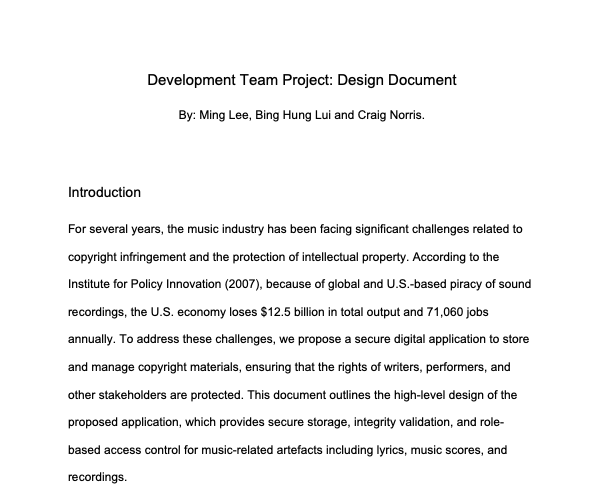 Development Team Project: Design Document
By: Ming Lee, Bing Hung Lui and Craig Norris.
Introduction
For several years, the music industry has been facing significant challenges related to
copyright infringement and the protection of intellectual property. According to the
Institute for Policy Innovation (2007), because of global and U.S.-based piracy of sound
recordings, the U.S. economy loses $12.5 billion in total output and 71,060 jobs
annually. To address these challenges, we propose a secure digital application to store
and manage copyright materials, ensuring that the rights of writers, performers, and
other stakeholders are protected. This document outlines the high-level design of the
proposed application, which provides secure storage, integrity validation, and role-
based access control for music-related artefacts including lyrics, music scores, and
recordings.